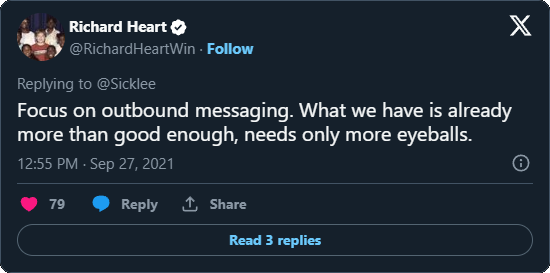 Richard Heart
@RichardHeartWin · Follow
Replying to @Sicklee
Focus on outbound messaging. What we have is already
more than good enough, needs only more eyeballs.
12:55 PM · Sep 27, 2021
79 Reply Share
Read 3 replies